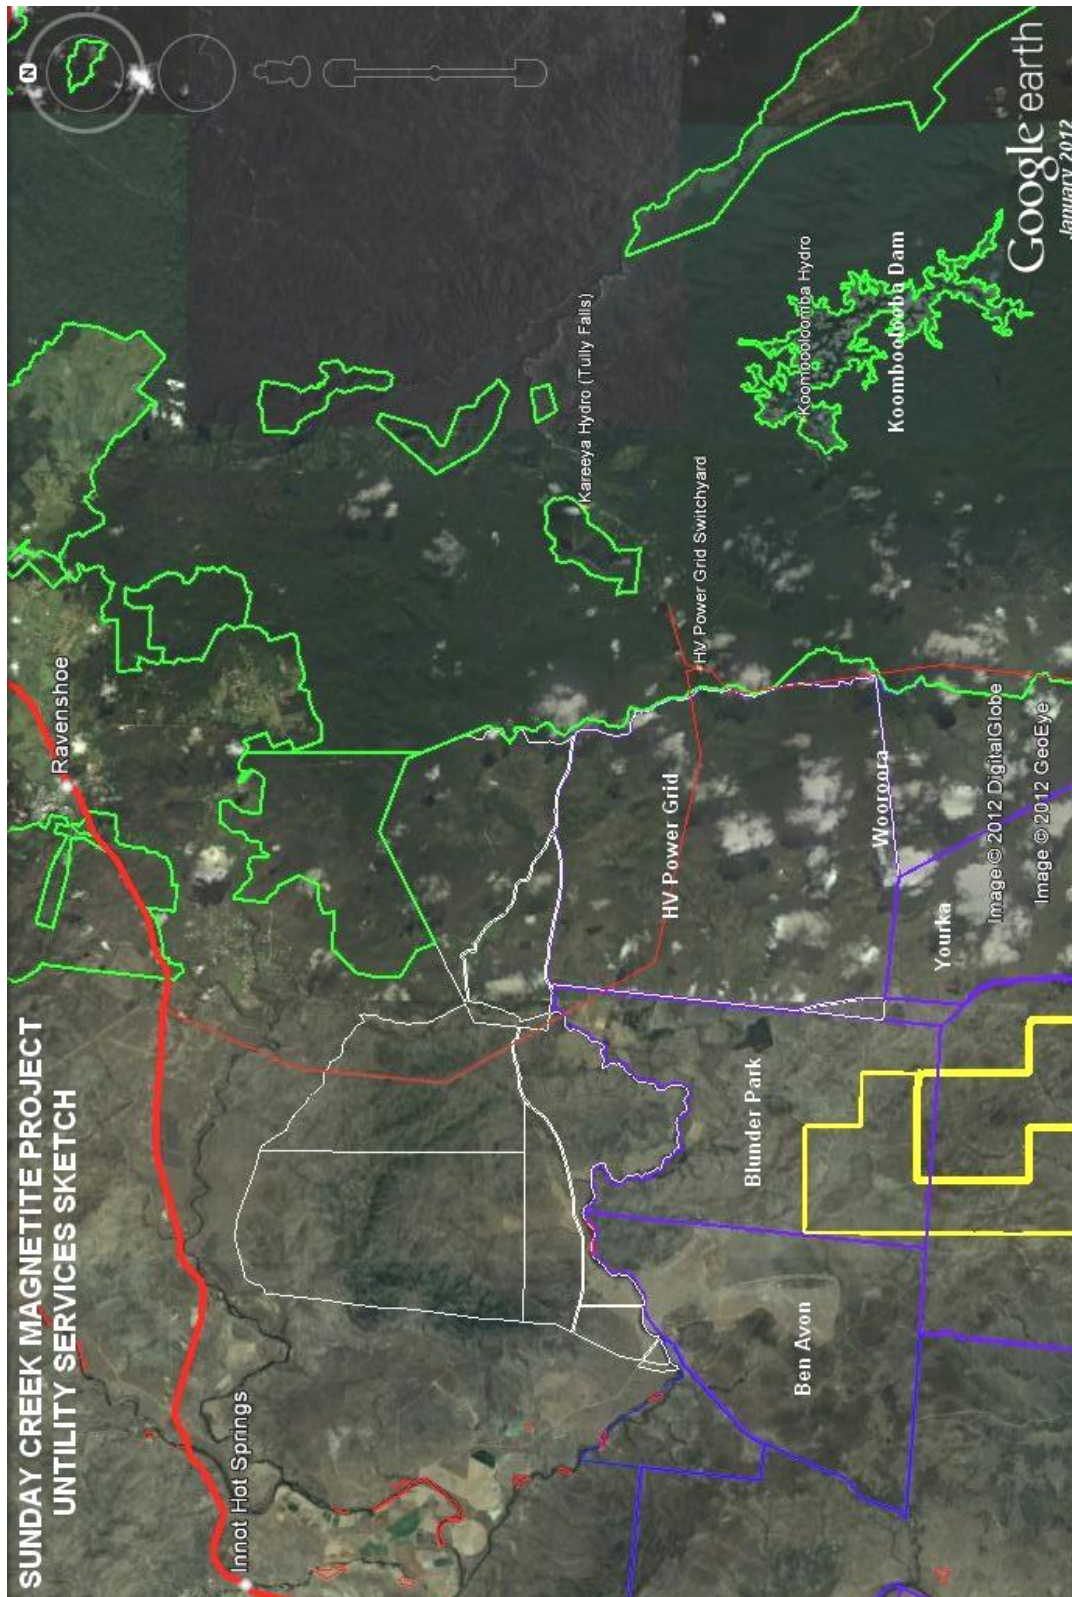 SUNDAY CREEK MAGNETITE PROJECT
UNTILITY SERVICES SKETCH
N
Ravenshoe
Innot Hot Springs
Kareeya Hydro (Tully Falls)
HV Power Grid Switchyard
Koombooloomba Hydro
Koomboolooba Dam
HV Power Grid
Wooroora
Yourka
Blunder Park
Ben Avon
Image © 2012 DigitalGlobe
Image © 2012 GeoEye
Google earth
January 2012